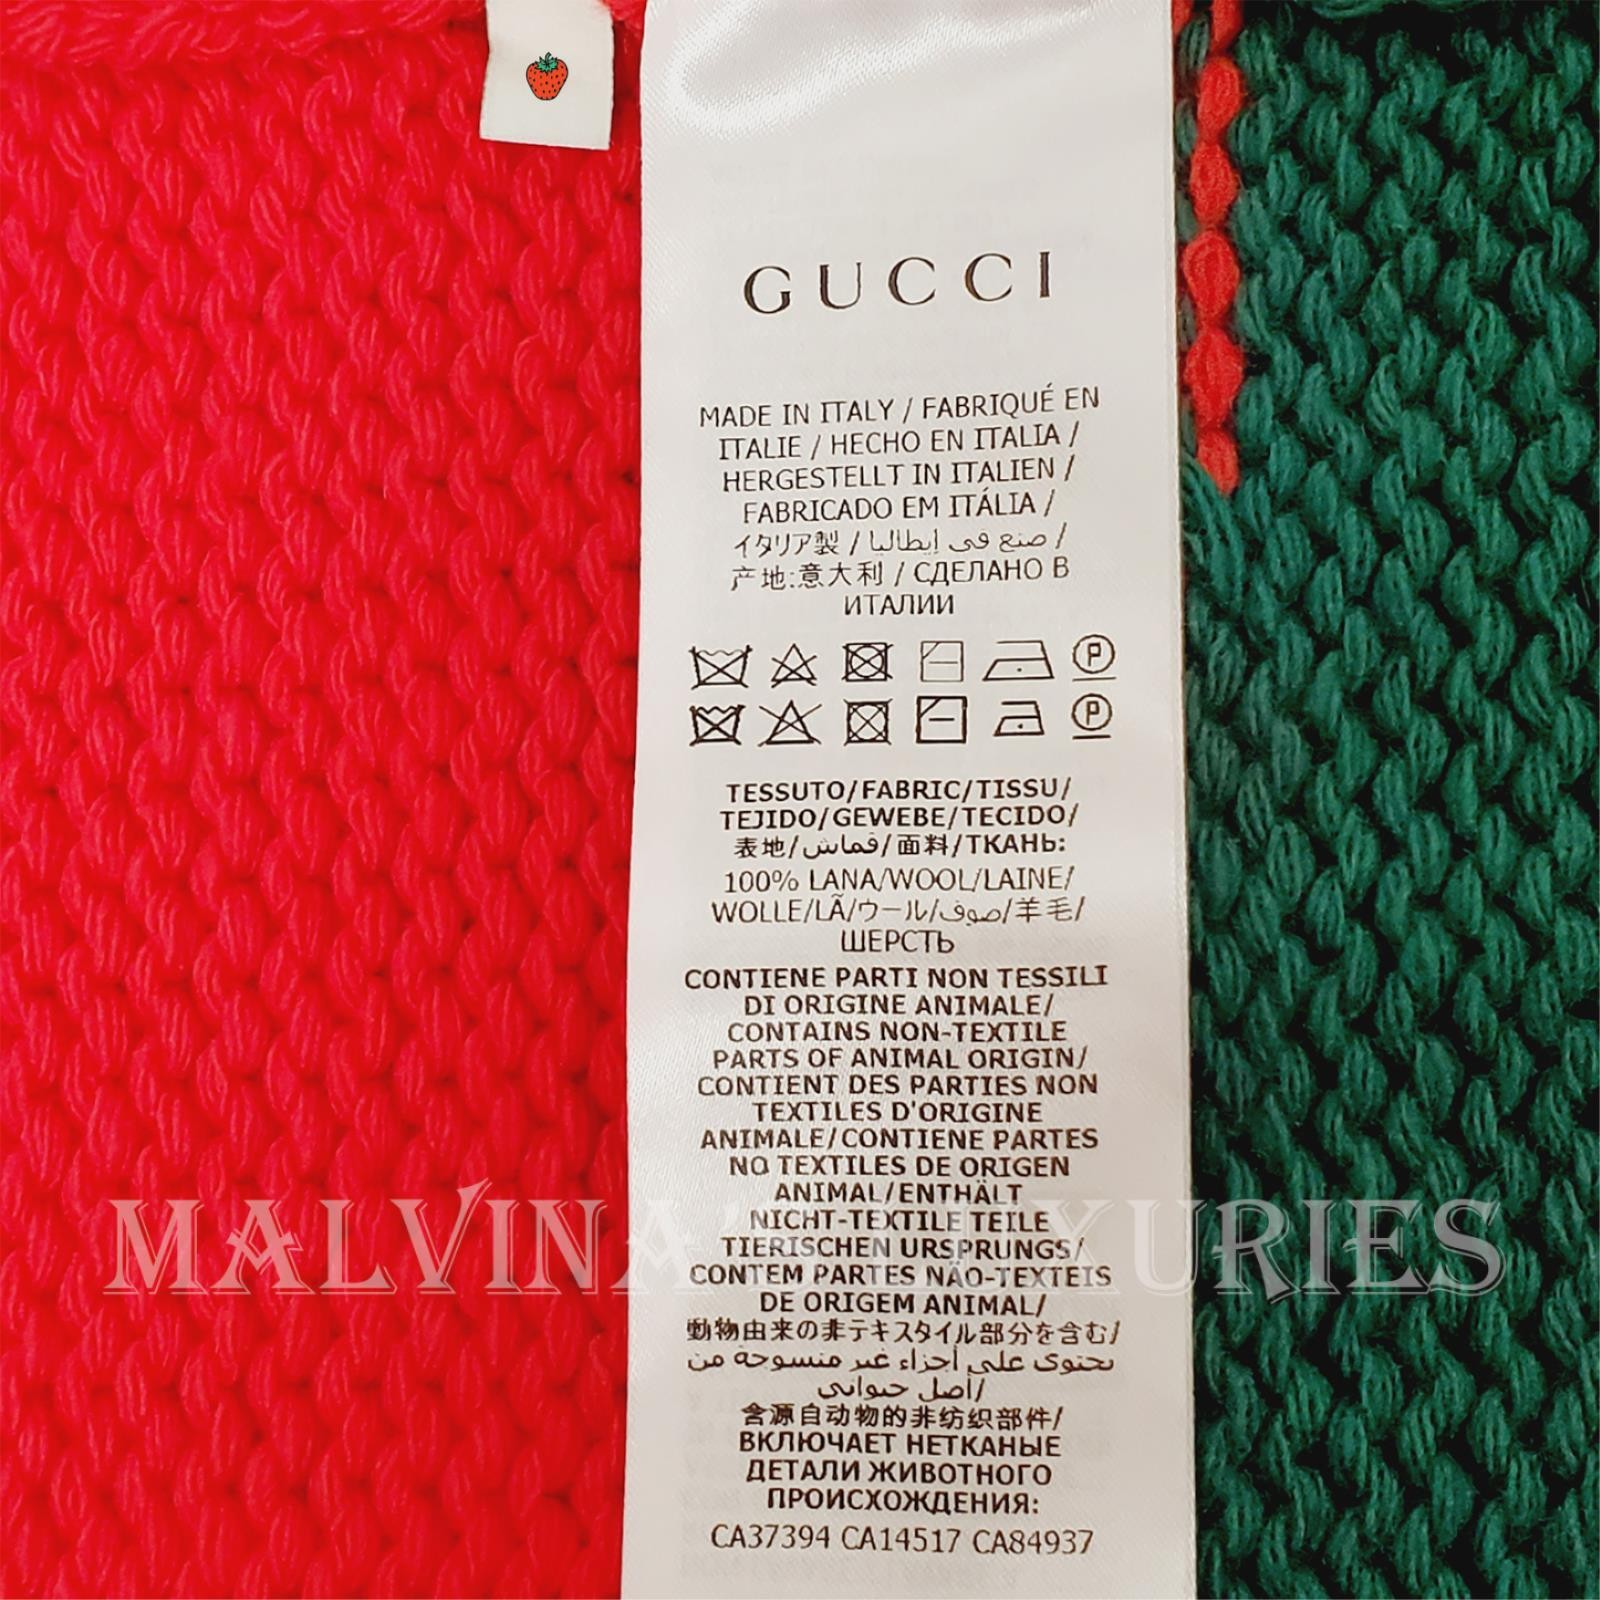 GUCCI
MADE IN ITALY / FABRIQUÉ EN
ITALIE / HECHO EN ITALIA /
HERGESTELLT IN ITALIEN /
FABRICADO EM ITÁLIA /
イタリア製 / صنع في إيطاليا /
产地:意大利 / СДЕЛАНО В
ИТАЛИИ
P
P
TESSUTO/FABRIC/TISSU/
TEJIDO/GEWEBE/TECIDO/
表地/قماش/面料/ТКАНЬ:
100% LANA/WOOL/LAINE/
WOLLE/LÃ/ウール/صوف/羊毛/
ШЕРСТЬ
CONTIENE PARTI NON TESSILI
DI ORIGINE ANIMALE/
CONTAINS NON-TEXTILE
PARTS OF ANIMAL ORIGIN/
CONTIENT DES PARTIES NON
TEXTILES D'ORIGINE
ANIMALE/CONTIENE PARTES
NO TEXTILES DE ORIGEN
ANIMAL/ENTHÄLT
NICHT-TEXTILE TEILE
TIERISCHEN URSPRUNGS/
CONTEM PARTES NÃO-TEXTEIS
DE ORIGEM ANIMAL/
動物由来の非テキスタイル部分を含む/
تحتوي على أجزاء غير منسوجة من
أصل حيواني/
含源自动物的非纺织部件/
ВКЛЮЧАЕТ НЕТКАНЫЕ
ДЕТАЛИ ЖИВОТНОГО
ПРОИСХОЖДЕНИЯ:
CA37394 CA14517 CA84937
MALVINA'S LUXURIES